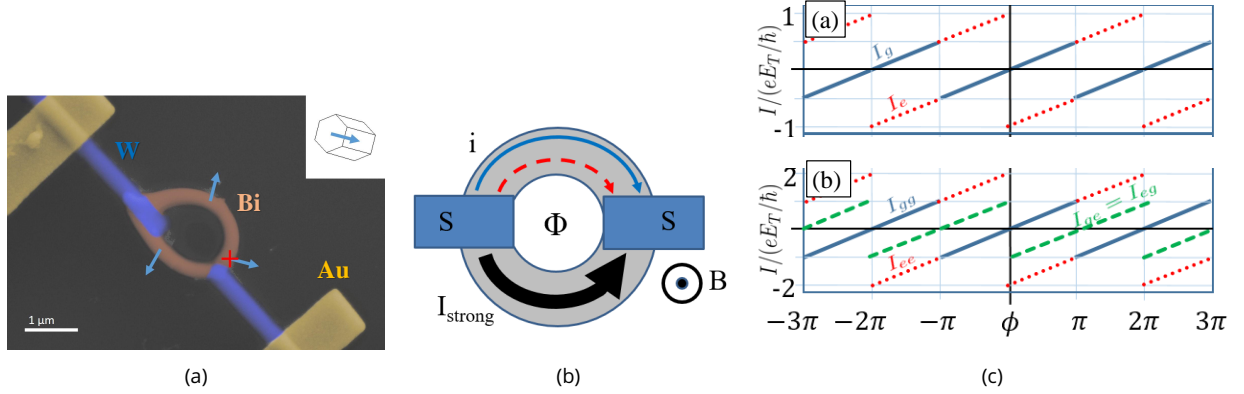 W
Bi
Au
1 μm
(a)
i
S
Φ
S
I_strong
B
(b)
(a)
I/(eE_T/ħ)
1
-1
I_g
I_e
(b)
I/(eE_T/ħ)
2
-2
I_gg
I_ge = I_eg
I_ee
−3π −2π −π ϕ π 2π 3π
(c)